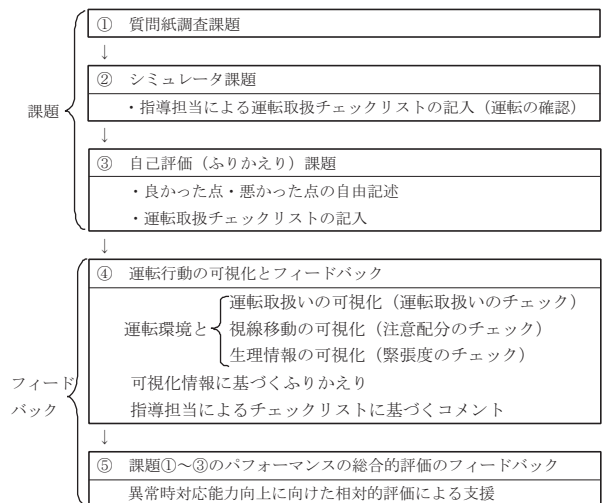 ① 質問紙調査課題
↓
② シミュレータ課題
・指導担当による運転取扱チェックリストの記入（運転の確認）
課題
↓
③ 自己評価（ふりかえり）課題
・良かった点・悪かった点の自由記述
・運転取扱チェックリストの記入
↓
④ 運転行動の可視化とフィードバック
運転環境と
運転取扱いの可視化（運転取扱いのチェック）
視線移動の可視化（注意配分のチェック）
生理情報の可視化（緊張度のチェック）
フィード
バック
可視化情報に基づくふりかえり
指導担当によるチェックリストに基づくコメント
↓
⑤ 課題①〜③のパフォーマンスの総合的評価のフィードバック
異常時対応能力向上に向けた相対的評価による支援